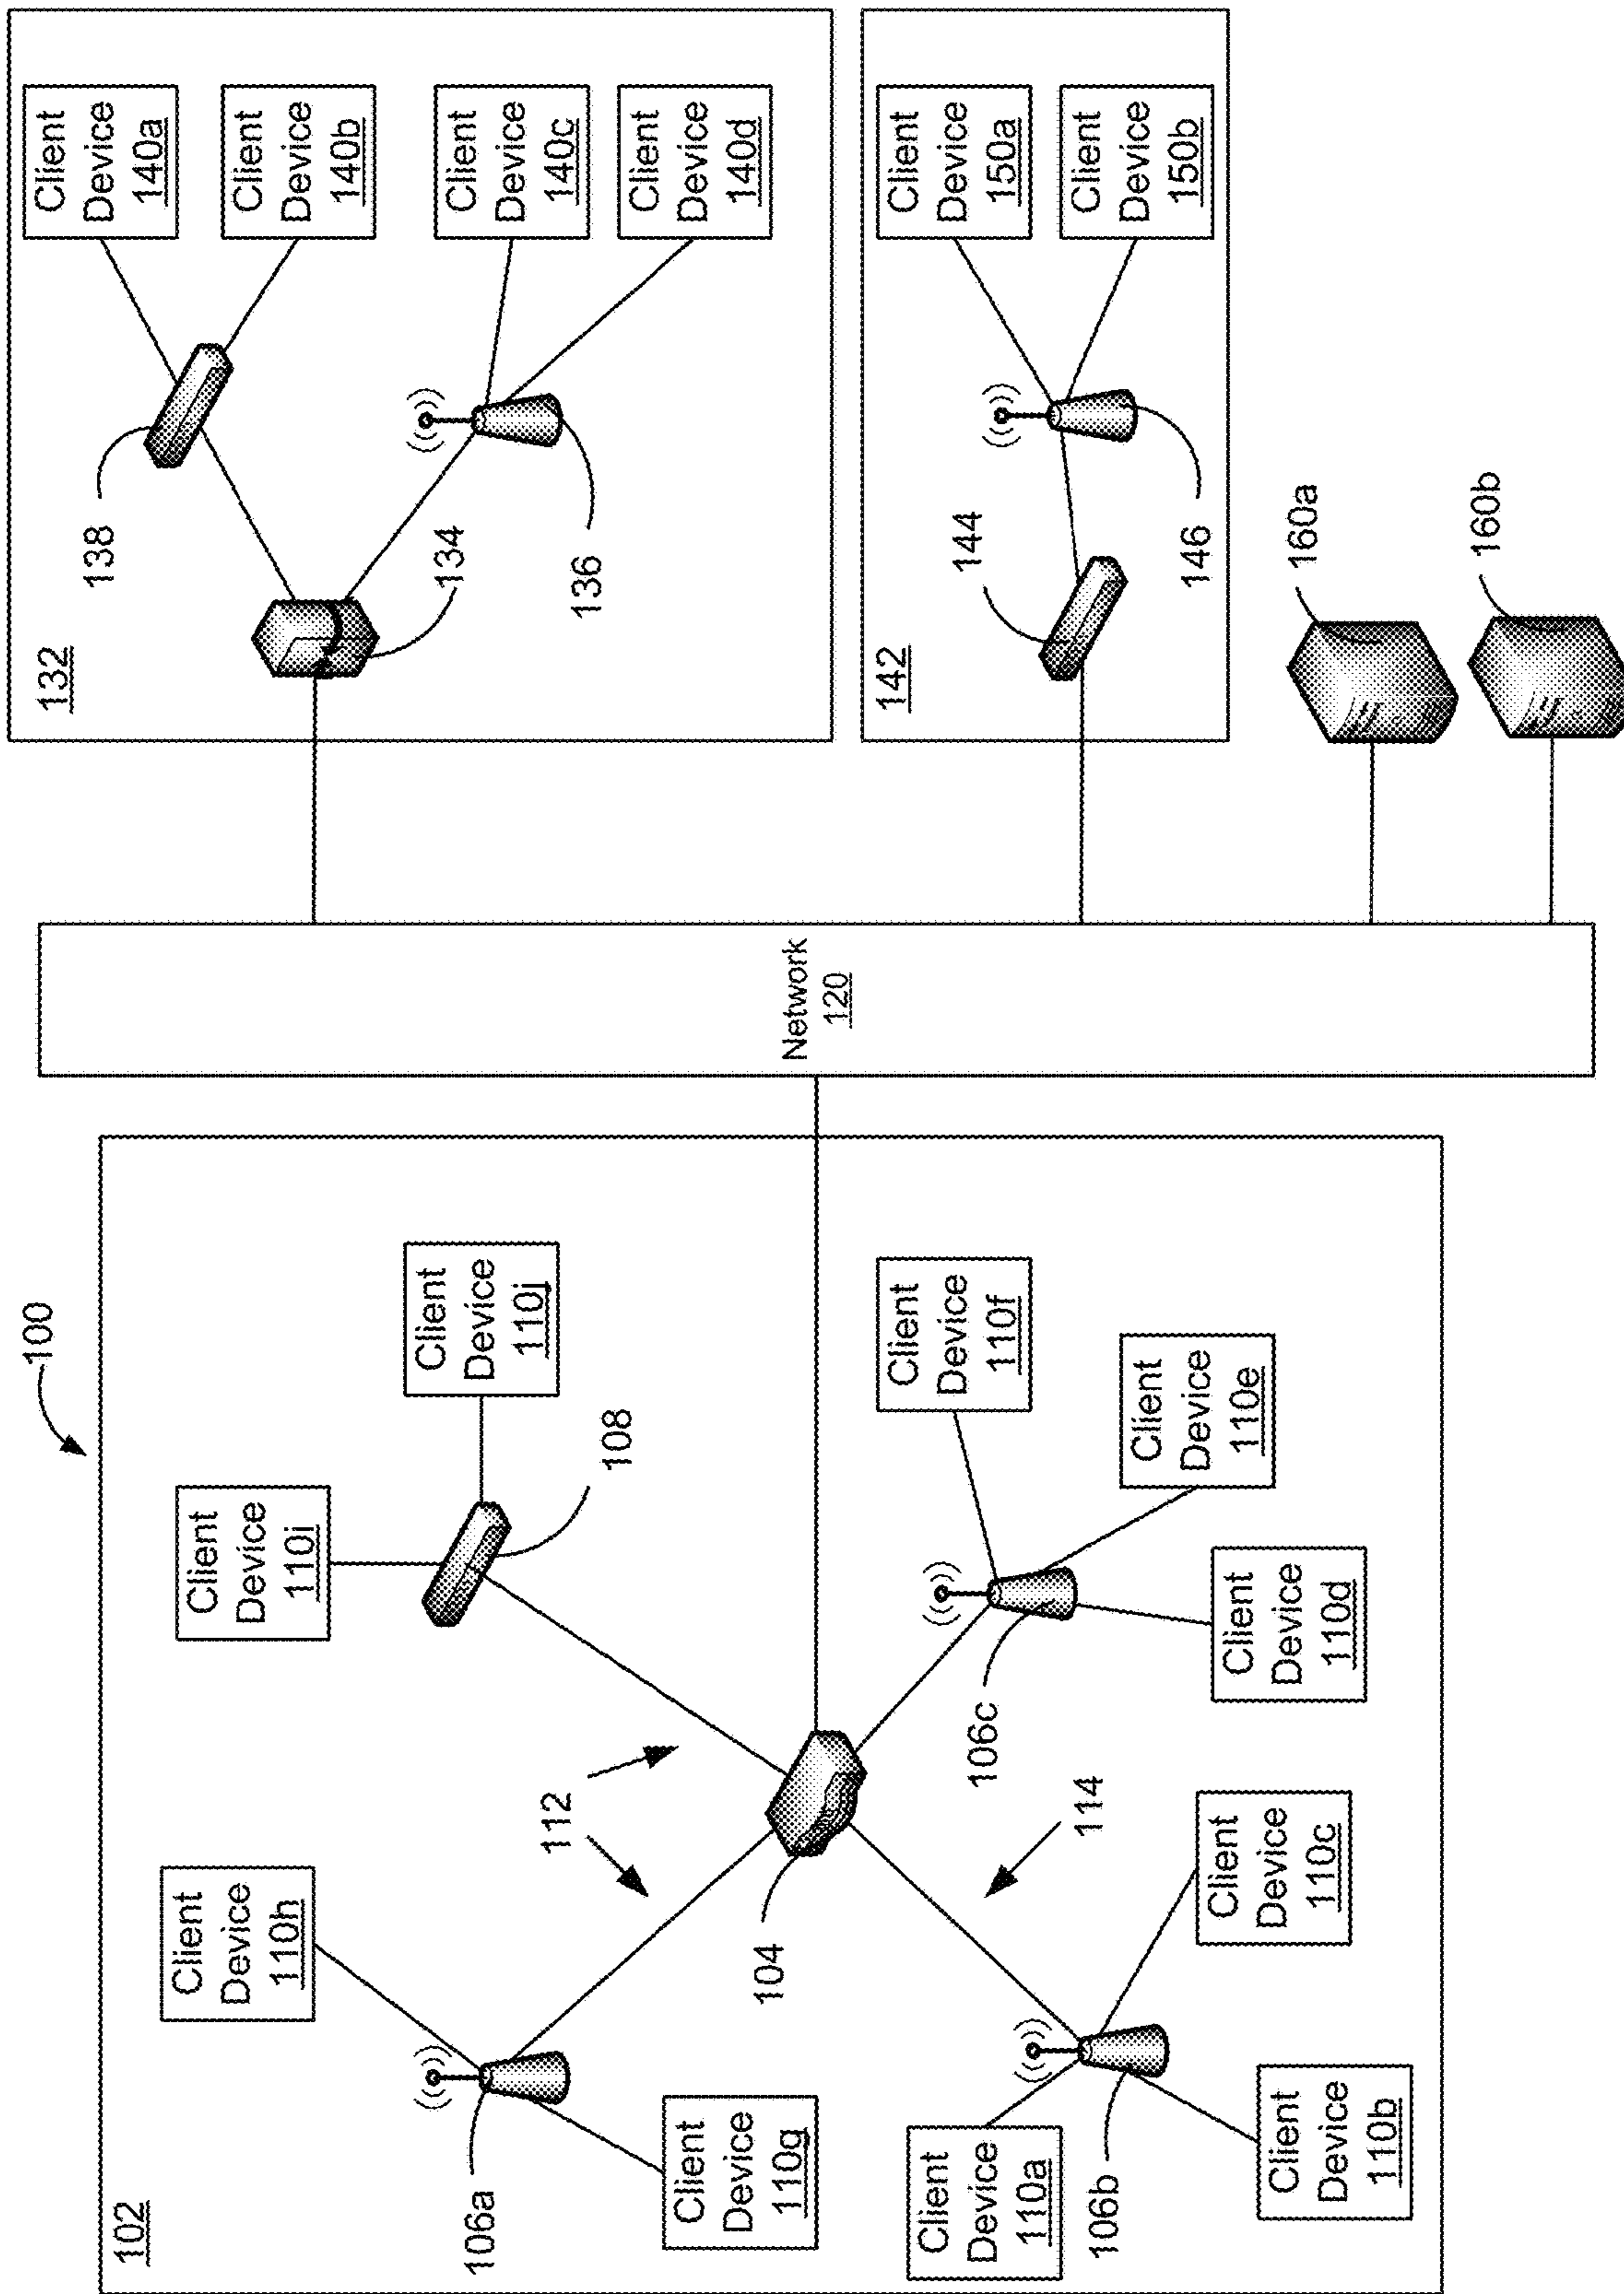 100
102
Client
Device
110h
Client
Device
110i
Client
Device
110j
106a
112
108
Client
Device
110g
104
Client
Device
110a
106b
114
106c
Client
Device
110f
Client
Device
110e
Client
Device
110d
Client
Device
110c
Client
Device
110b
Network
120
132
138
134
136
Client
Device
140a
Client
Device
140b
Client
Device
140c
Client
Device
140d
142
144
146
Client
Device
150a
Client
Device
150b
160a
160b